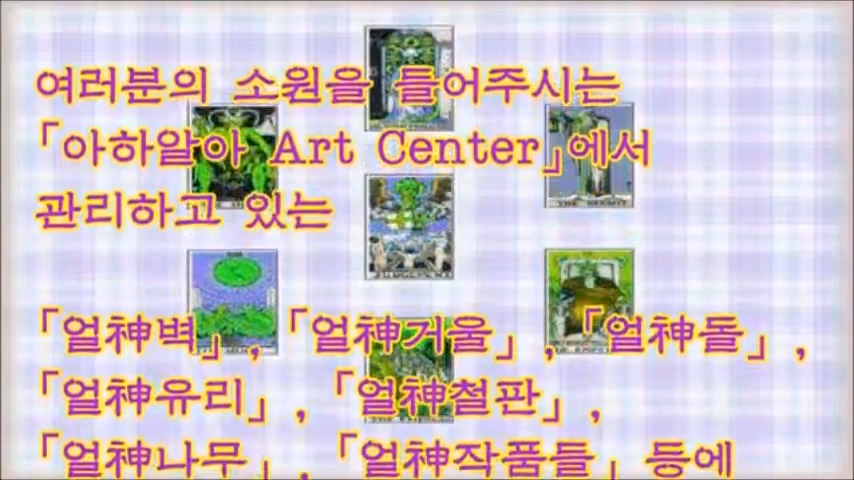 여러분의 소원을 들어주시는
「아하알아 Art Center」에서
관리하고 있는
「얼神벽」, 「얼神거울」, 「얼神돌」,
「얼神유리」, 「얼神철판」,
「얼神나무」, 「얼神작품들」 등에
THE HERMIT